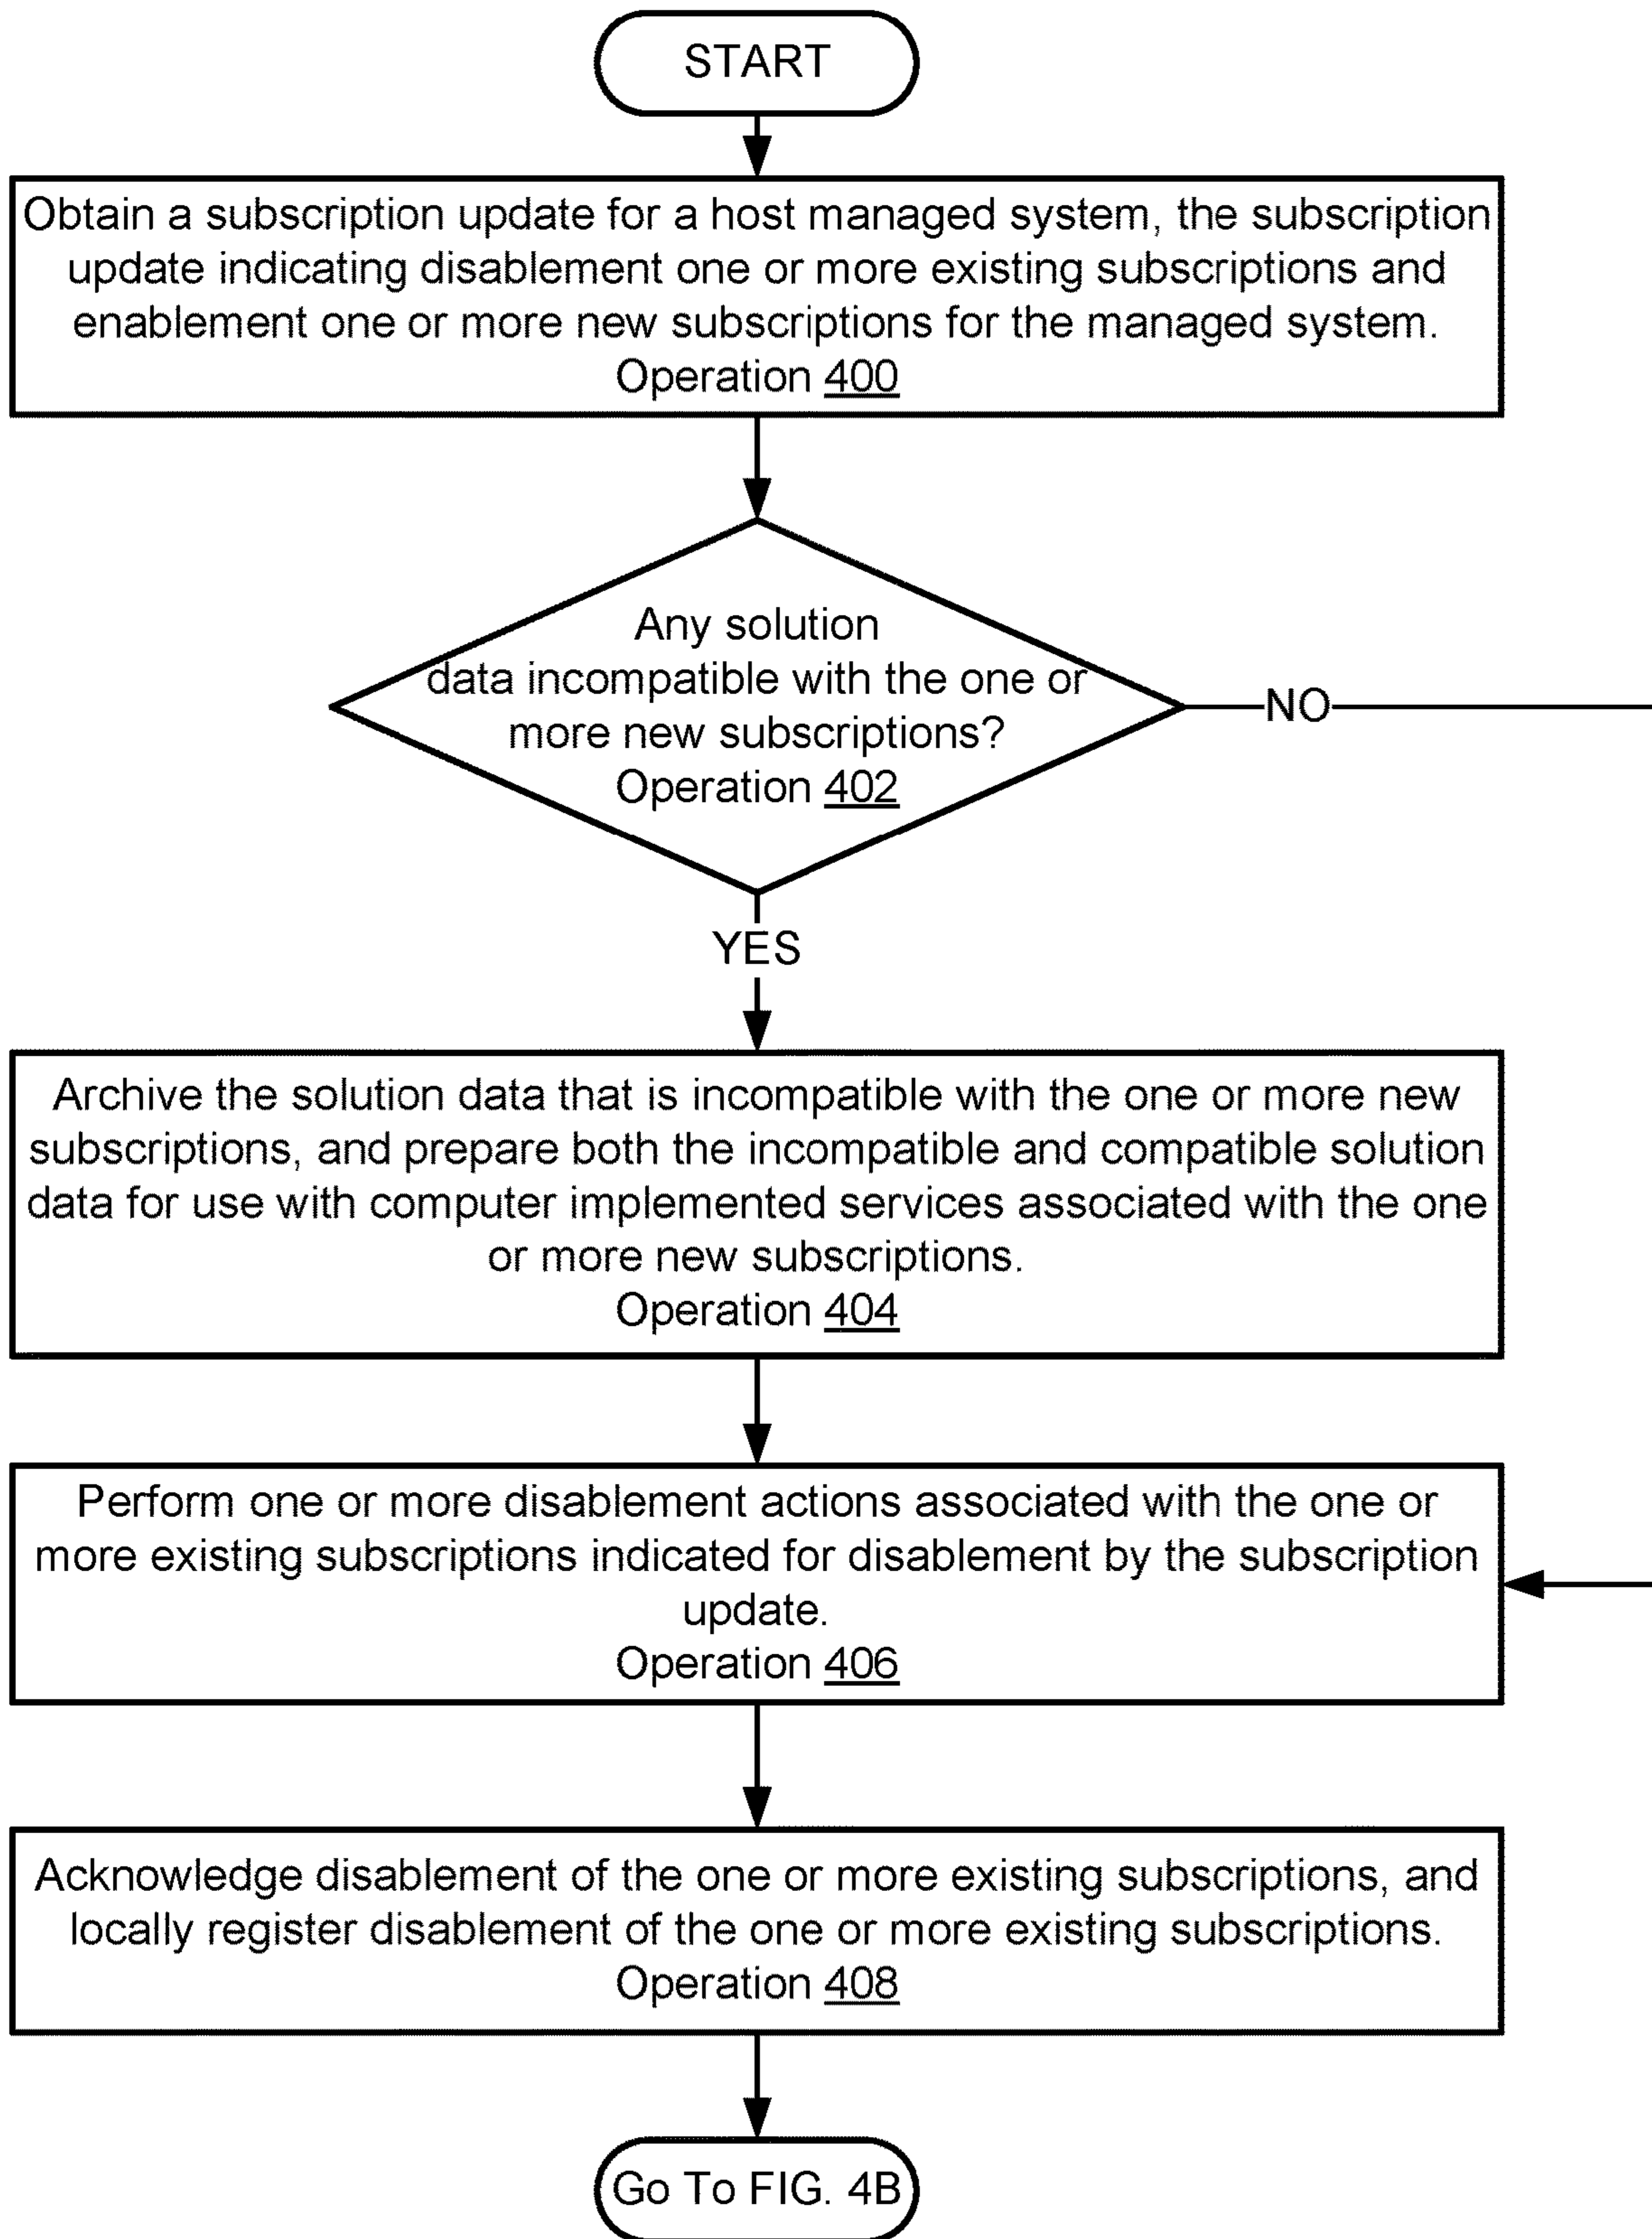 START
Obtain a subscription update for a host managed system, the subscription
update indicating disablement one or more existing subscriptions and
enablement one or more new subscriptions for the managed system.
Operation 400
Any solution
data incompatible with the one or
more new subscriptions?
Operation 402
NO
YES
Archive the solution data that is incompatible with the one or more new
subscriptions, and prepare both the incompatible and compatible solution
data for use with computer implemented services associated with the one
or more new subscriptions.
Operation 404
Perform one or more disablement actions associated with the one or
more existing subscriptions indicated for disablement by the subscription
update.
Operation 406
Acknowledge disablement of the one or more existing subscriptions, and
locally register disablement of the one or more existing subscriptions.
Operation 408
Go To FIG. 4B